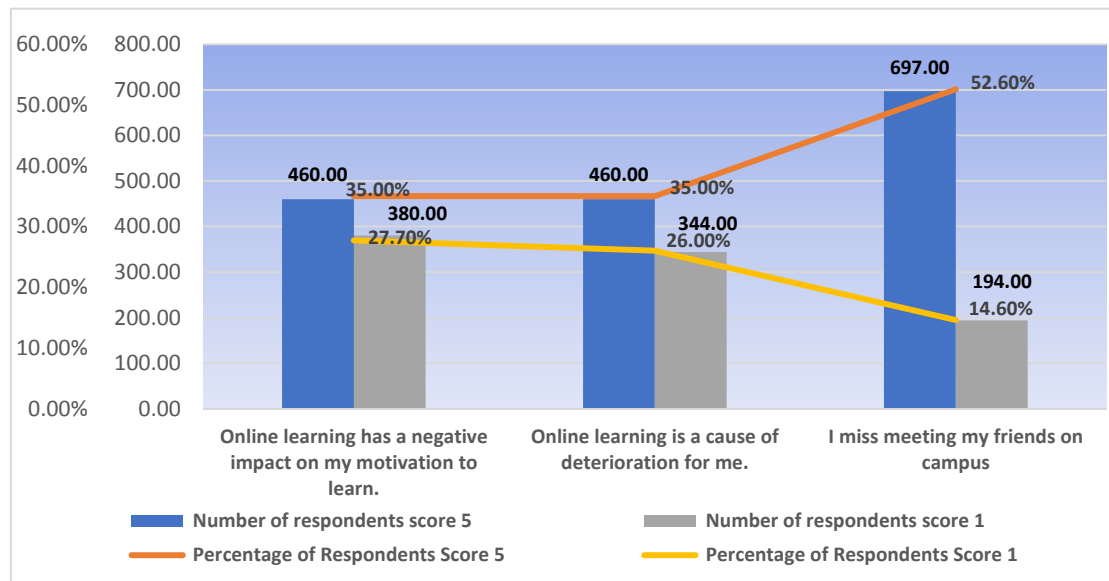 60.00% 800.00
700.00
50.00%
600.00
40.00%
500.00
30.00%
400.00
300.00
20.00%
200.00
10.00%
100.00
0.00% 0.00
460.00
35.00%
380.00
27.70%
460.00
35.00%
344.00
26.00%
697.00
52.60%
194.00
14.60%
Online learning has a negative
impact on my motivation to
learn.
Online learning is a cause of
deterioration for me.
I miss meeting my friends on
campus
Number of respondents score 5
Number of respondents score 1
Percentage of Respondents Score 5
Percentage of Respondents Score 1